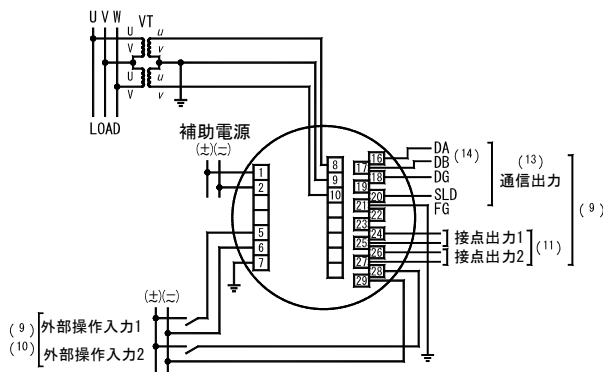 U V W
VT
U u
V v
U u
V v
LOAD
補助電源
(±)(∓)
1
2
5
6
7
8
9
10
16
17
18
19
20
21
22
23
24
25
26
27
28
29
DA
DB
(14)
DG
SLD
FG
(13)
通信出力
(9)
接点出力1
接点出力2
(11)
(±)(∓)
(9)
外部操作入力1
(10)
外部操作入力2